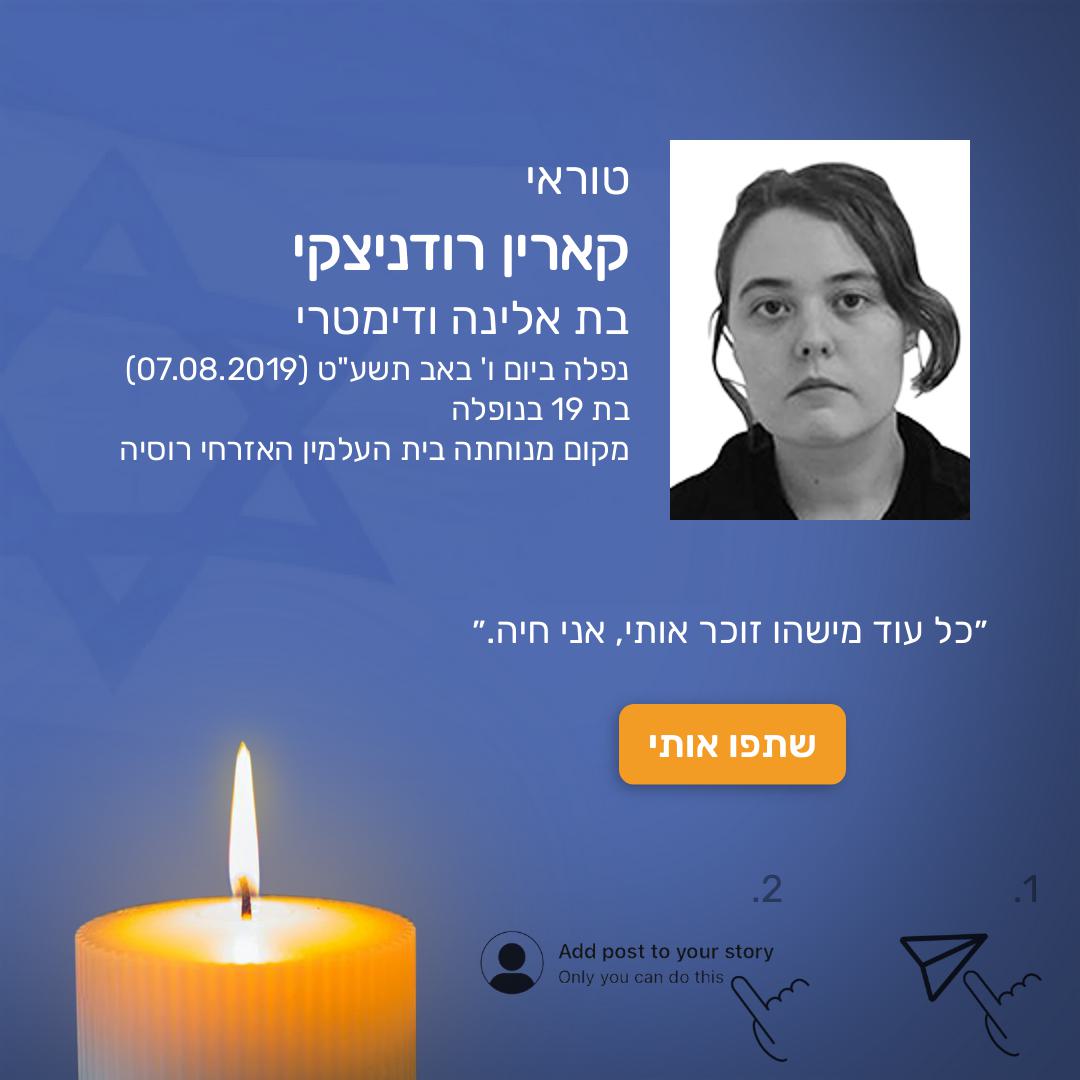 טוראי
קארין רודניצקי
בת אלינה ודימטרי
נפלה ביום ו' באב תשע"ט (07.08.2019)
בת 19 בנופלה
מקום מנוחתה בית העלמין האזרחי רוסיה
״כל עוד מישהו זוכר אותי, אני חיה.״
שתפו אותי
1.
2.
Add post to your story
Only you can do this